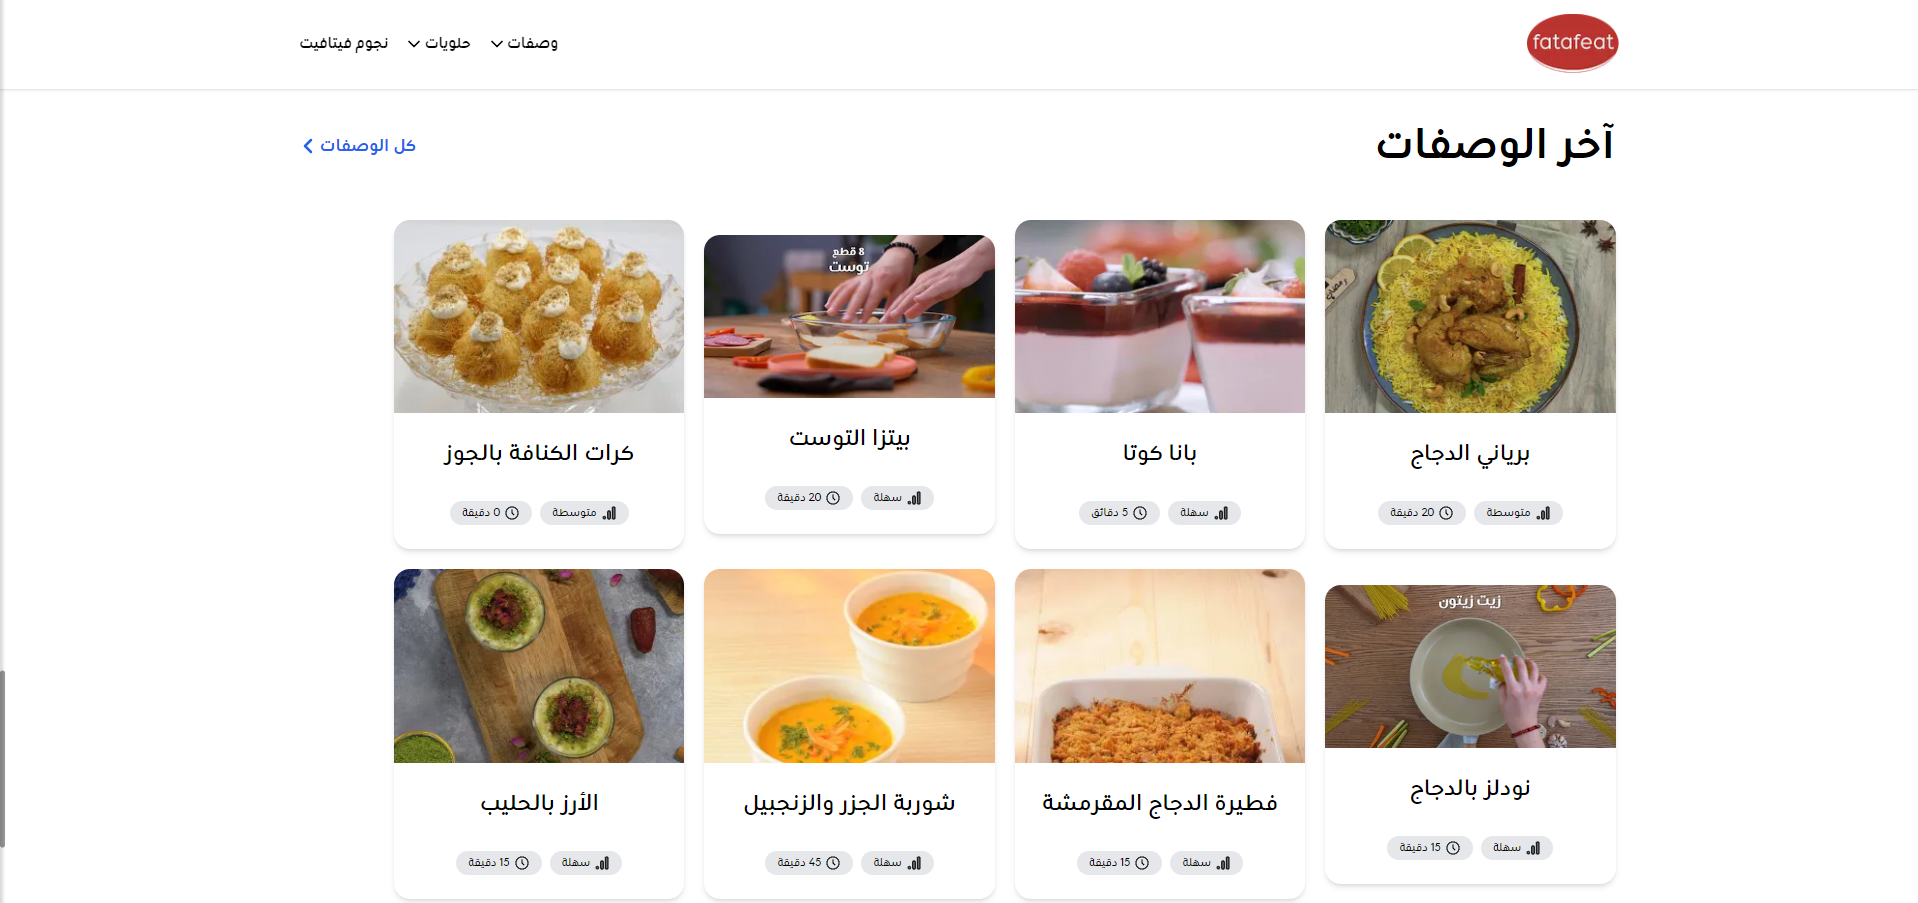 fatafeat
وصفات
حلويات
نجوم فيتافيت
آخر الوصفات
كل الوصفات
برياني الدجاج
متوسطة
20 دقيقة
بانا كوتا
سهلة
5 دقائق
8 قطع
توست
بيتزا التوست
سهلة
20 دقيقة
كرات الكنافة بالجوز
متوسطة
0 دقيقة
زيت زيتون
نودلز بالدجاج
سهلة
15 دقيقة
فطيرة الدجاج المقرمشة
سهلة
15 دقيقة
شوربة الجزر والزنجبيل
سهلة
45 دقيقة
الأرز بالحليب
سهلة
15 دقيقة